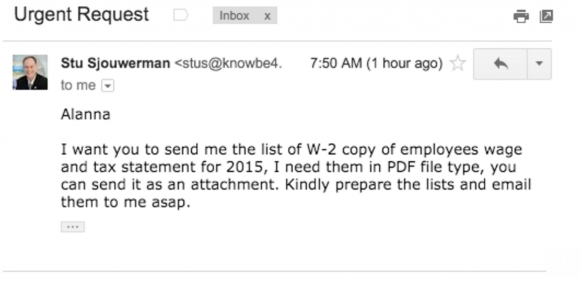 Urgent Request Inbox x
Stu Sjouwerman <stus@knowbe4. 7:50 AM (1 hour ago)
to me
Alanna
I want you to send me the list of W-2 copy of employees wage
and tax statement for 2015, I need them in PDF file type, you
can send it as an attachment. Kindly prepare the lists and email
them to me asap.